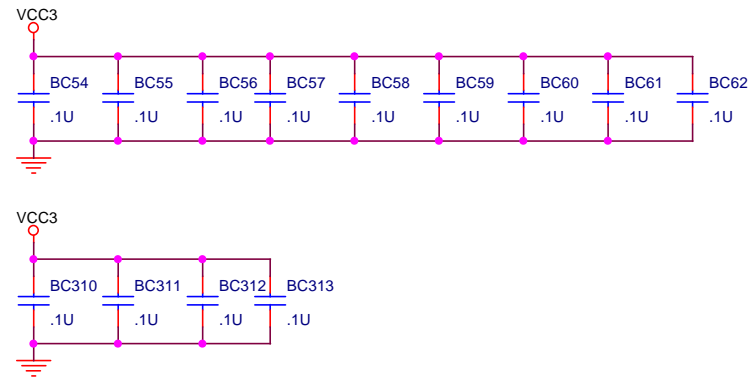 VCC3
BC54 BC55 BC56 BC57 BC58 BC59 BC60 BC61 BC62
.1U .1U .1U .1U .1U .1U .1U .1U .1U
VCC3
BC310 BC311 BC312 BC313
.1U .1U .1U .1U